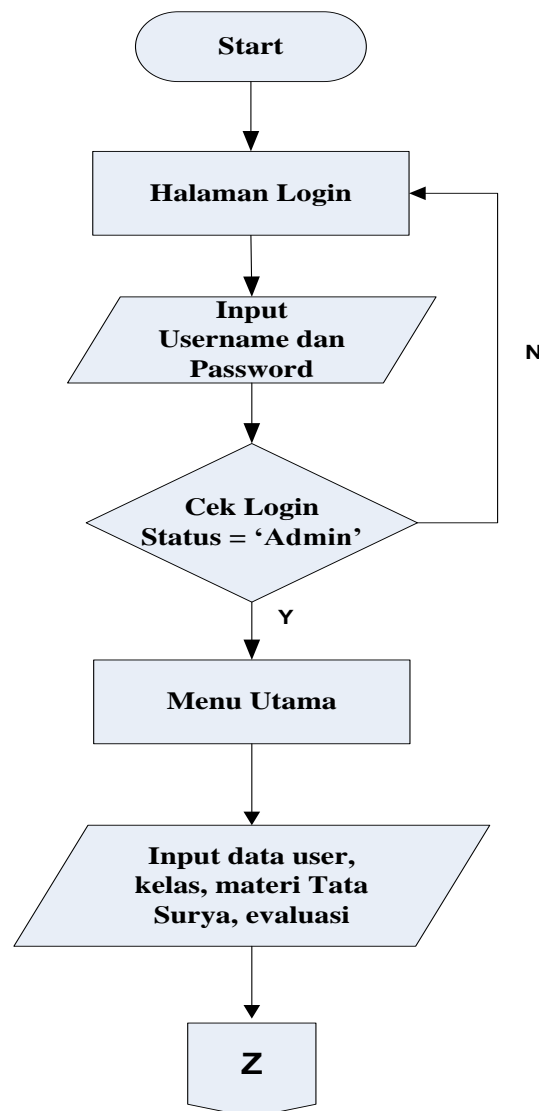 Start
Halaman Login
Input
Username dan
Password
N
Cek Login
Status = ‘Admin’
Y
Menu Utama
Input data user,
kelas, materi Tata
Surya, evaluasi
Z